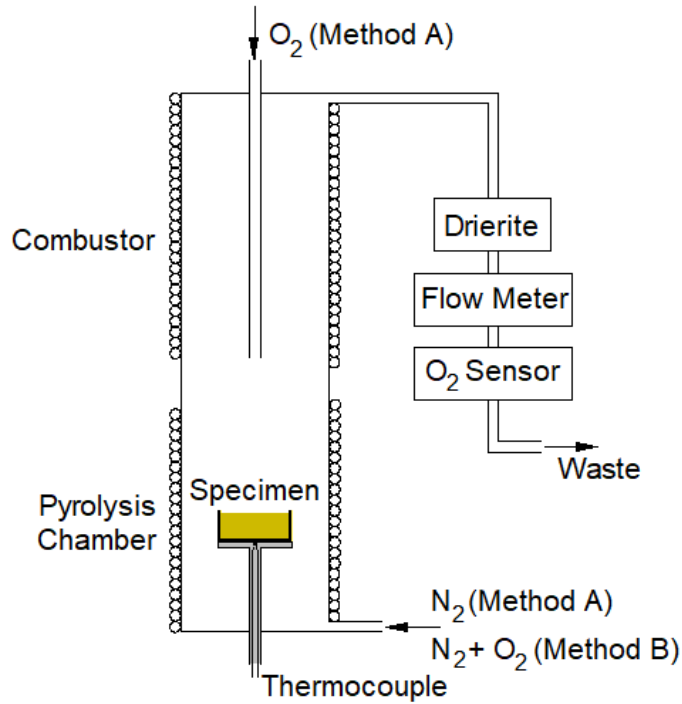 O₂ (Method A)
Combustor
Drierite
Flow Meter
O₂ Sensor
Waste
Specimen
Pyrolysis
Chamber
N₂ (Method A)
N₂ + O₂ (Method B)
Thermocouple